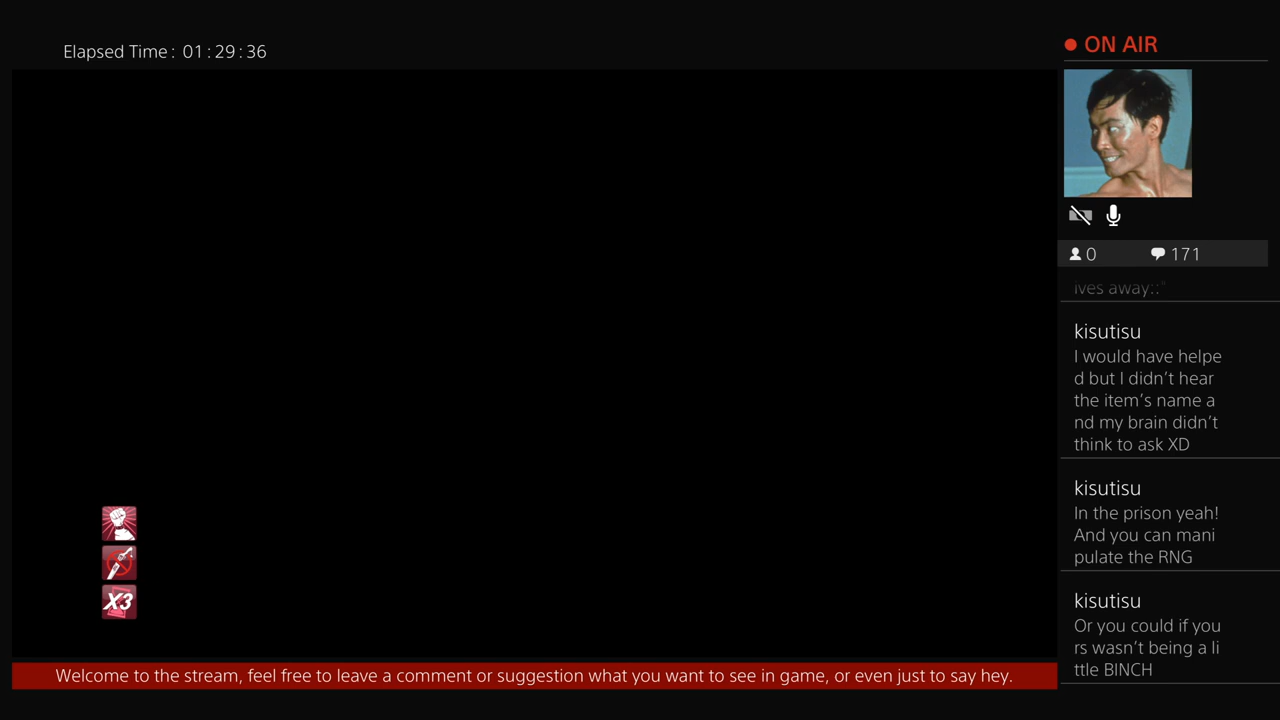 Elapsed Time: 01:29:36
ON AIR
0
171
ives away::"
kisutisu
I would have helpe
d but I didn't hear
the item's name a
nd my brain didn't
think to ask XD
kisutisu
In the prison yeah!
And you can mani
pulate the RNG
kisutisu
Or you could if you
rs wasn't being a li
ttle BINCH
X3
Welcome to the stream, feel free to leave a comment or suggestion what you want to see in game, or even just to say hey.